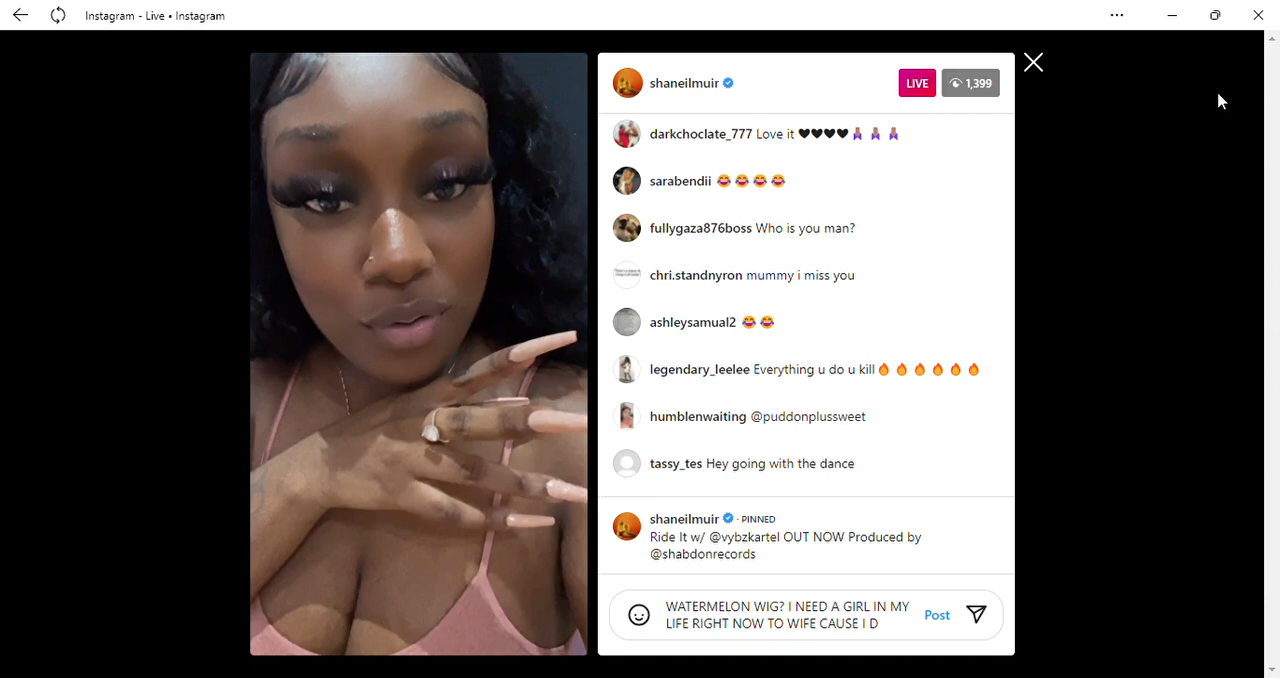 Instagram - Live • Instagram
shaneilmuir
LIVE
1,399
darkchoclate_777 Love it
sarabendii
fullygaza876boss Who is you man?
chri.standnyron mummy i miss you
ashleysamual2
legendary_leelee Everything u do u kill
humblenwaiting @puddonplussweet
tassy_tes Hey going with the dance
shaneilmuir · PINNED
Ride It w/ @vybzkartel OUT NOW Produced by
@shabdonrecords
WATERMELON WIG? I NEED A GIRL IN MY
LIFE RIGHT NOW TO WIFE CAUSE I D
Post